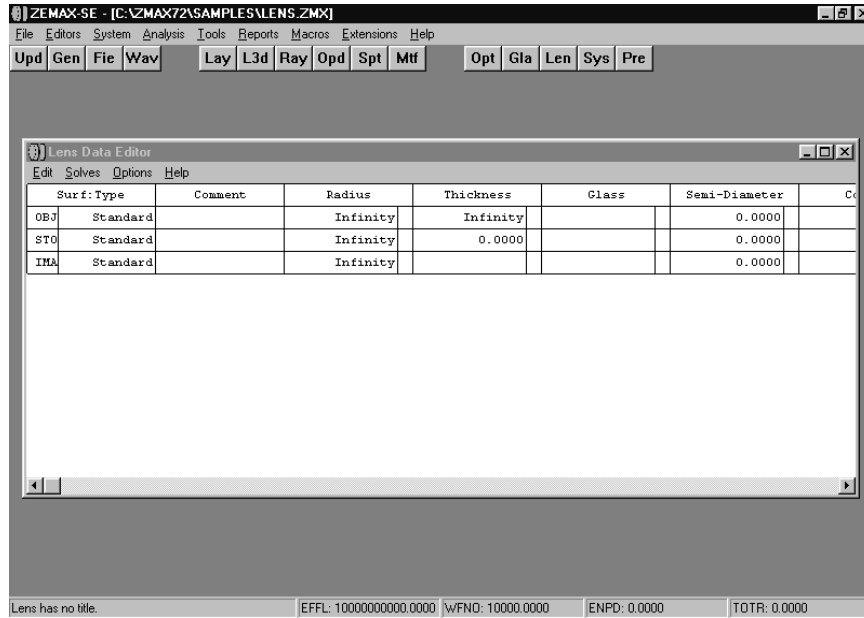 ZEMAX-SE - [C:\ZMAX72\SAMPLES\LENS.ZMX]
File Editors System Analysis Tools Reports Macros Extensions Help
Upd Gen Fie Wav Lay L3d Ray Opd Spt Mtf Opt Gla Len Sys Pre
Lens Data Editor
Edit Solves Options Help
Surf:Type Comment Radius Thickness Glass Semi-Diameter
OBJ Standard Infinity Infinity 0.0000
STO Standard Infinity 0.0000 0.0000
IMA Standard Infinity 0.0000
Lens has no title. EFFL: 10000000000.0000 WFNO: 10000.0000 ENPD: 0.0000 TOTR: 0.0000